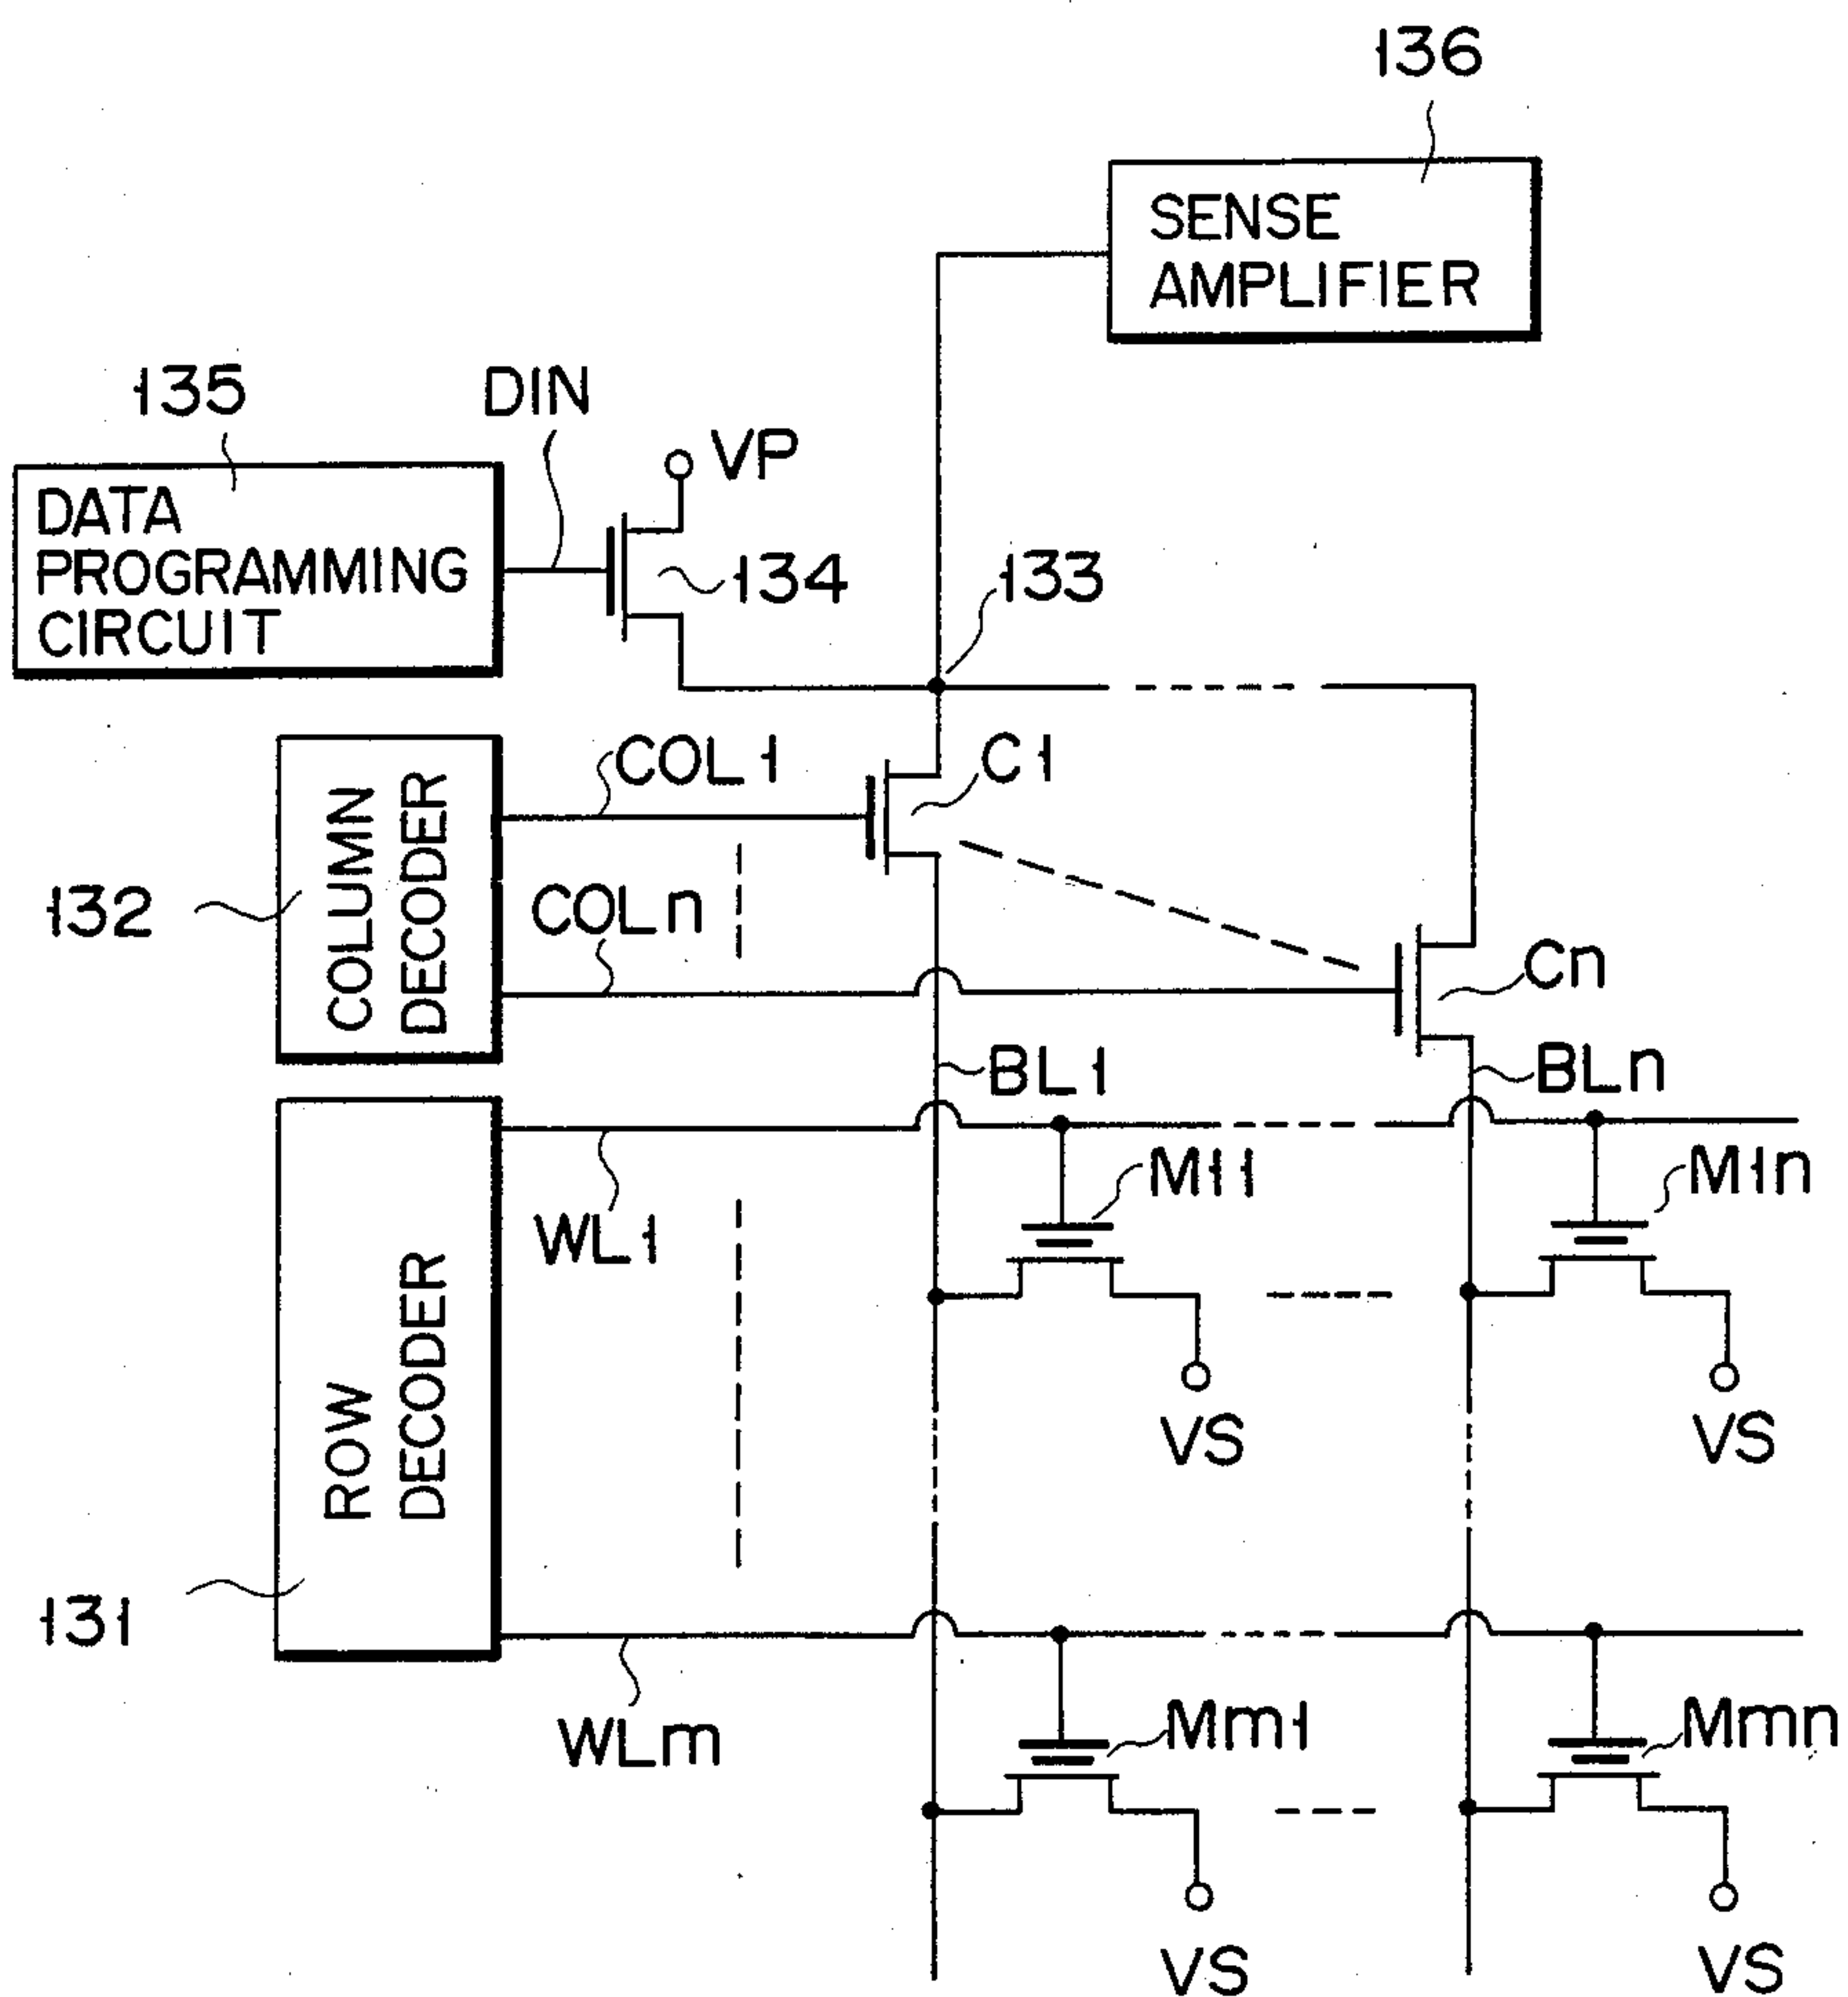 136
SENSE
AMPLIFIER
135
DIN
VP
DATA
PROGRAMMING
CIRCUIT
134
133
COL1
C1
COLUMN
DECODER
132
COLn
Cn
BL1
BLn
M11
M1n
WL1
ROW
DECODER
VS
VS
131
WLm
Mm1
Mmn
VS
VS